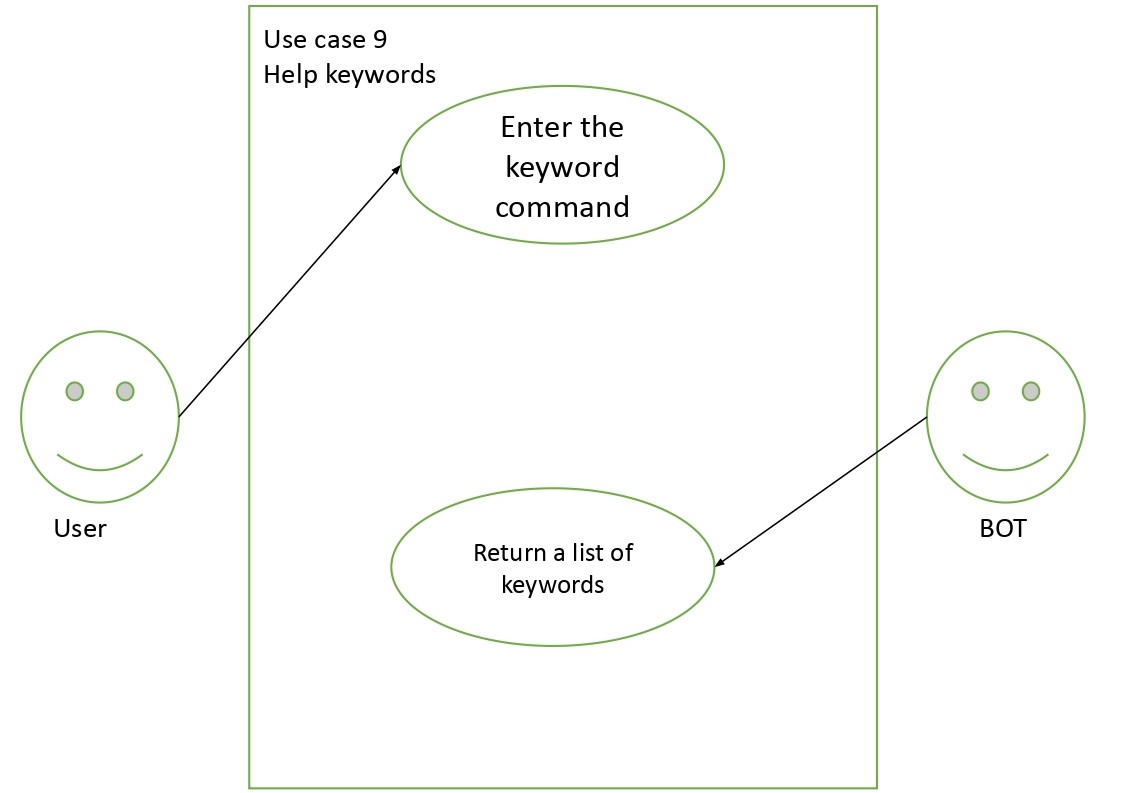 Use case 9
Help keywords
Enter the
keyword
command
User
BOT
Return a list of
keywords